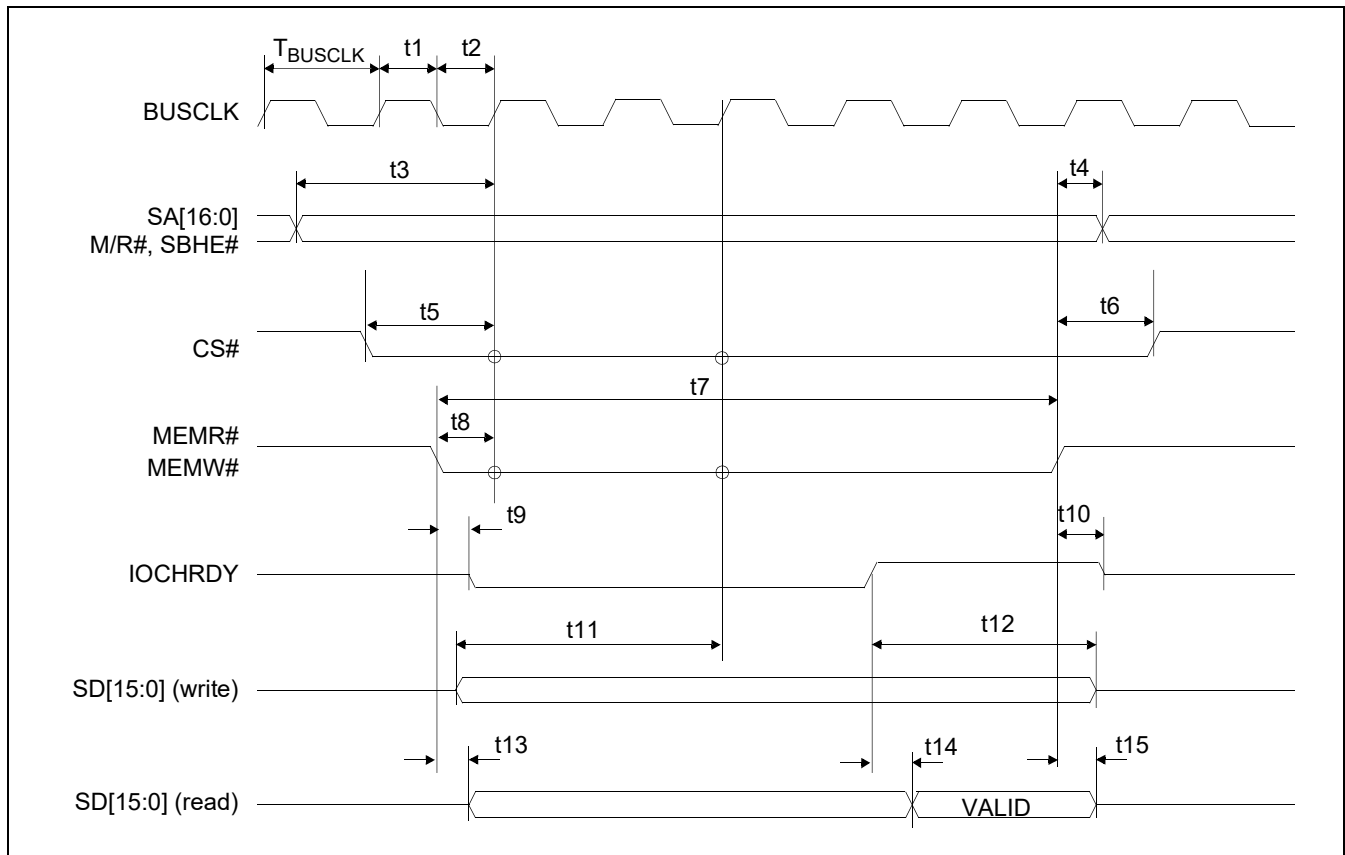 TBUSCLK t1 t2
BUSCLK
t3 t4
SA[16:0]
M/R#, SBHE#
t5 t6
CS#
t7
MEMR# t8
MEMW#
t9 t10
IOCHRDY
t11 t12
SD[15:0] (write)
t13 t14 t15
SD[15:0] (read) VALID